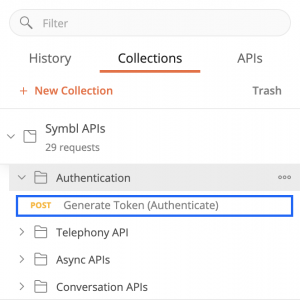 Filter
History Collections APIs
+ New Collection Trash
Symbl APIs
29 requests
Authentication
POST Generate Token (Authenticate)
Telephony API
Async APIs
Conversation APIs